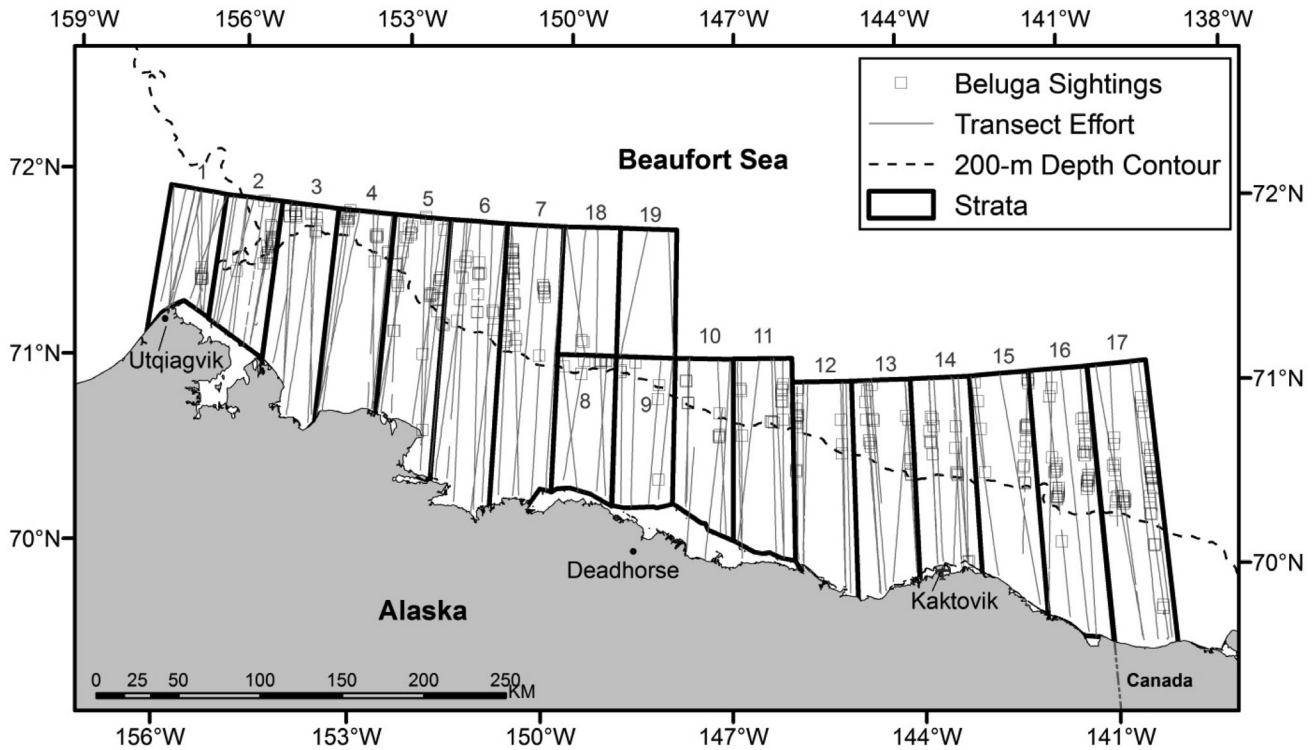 159°W 156°W 153°W 150°W 147°W 144°W 141°W 138°W
Beluga Sightings
Transect Effort
200-m Depth Contour
Strata
Beaufort Sea
72°N
72°N
1 2 3 4 5 6 7 18 19
71°N
71°N
10 11 12 13 14 15 16 17
8 9
Utqiagvik
70°N
70°N
Deadhorse
Kaktovik
Alaska
Canada
0 25 50 100 150 200 250
KM
156°W 153°W 150°W 147°W 144°W 141°W